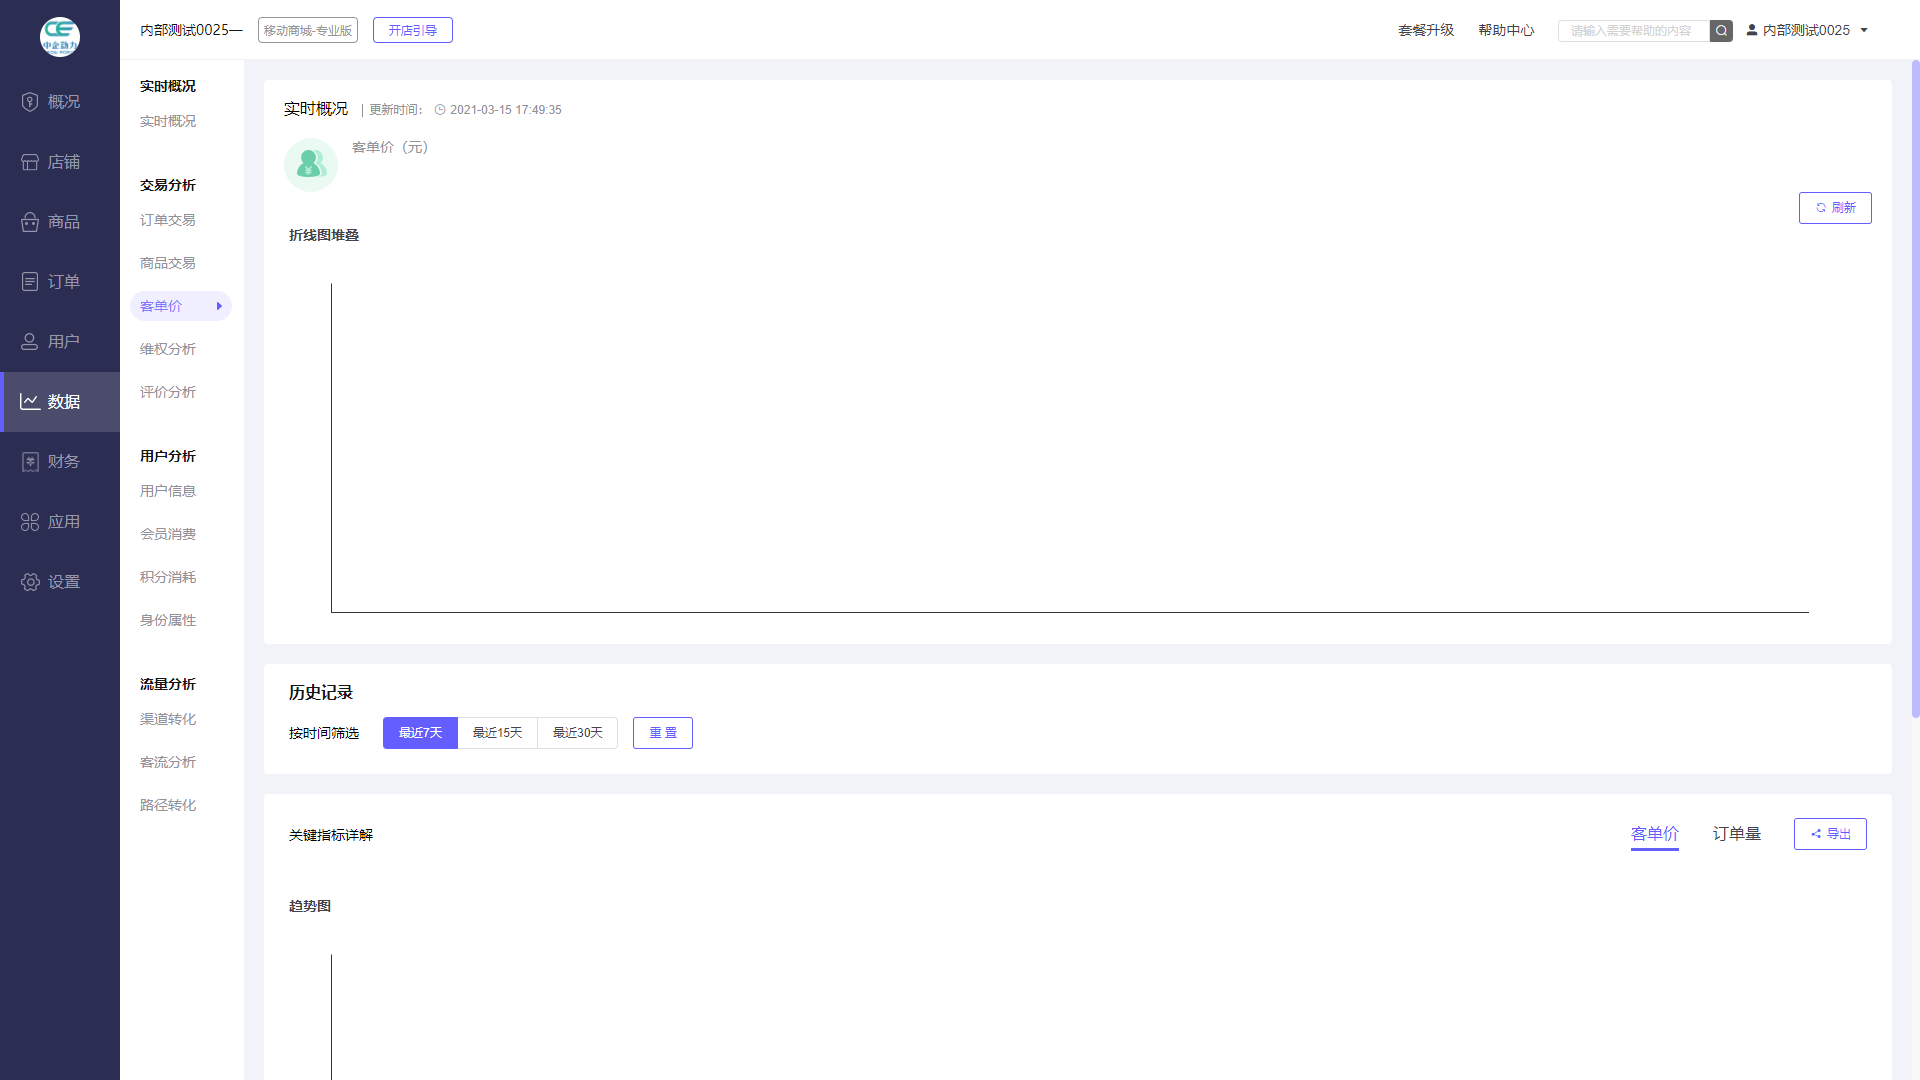 内部测试0025—
移动商城-专业版
开店引导
套餐升级
帮助中心
请输入需要帮助的内容
内部测试0025
中企动力
概况
店铺
商品
订单
用户
数据
财务
应用
设置
实时概况
实时概况
交易分析
订单交易
商品交易
客单价
维权分析
评价分析
用户分析
用户信息
会员消费
积分消耗
身份属性
流量分析
渠道转化
客流分析
路径转化
实时概况 | 更新时间: 2021-03-15 17:49:35
客单价（元）
刷新
折线图堆叠
历史记录
按时间筛选
最近7天
最近15天
最近30天
重置
关键指标详解
客单价
订单量
导出
趋势图